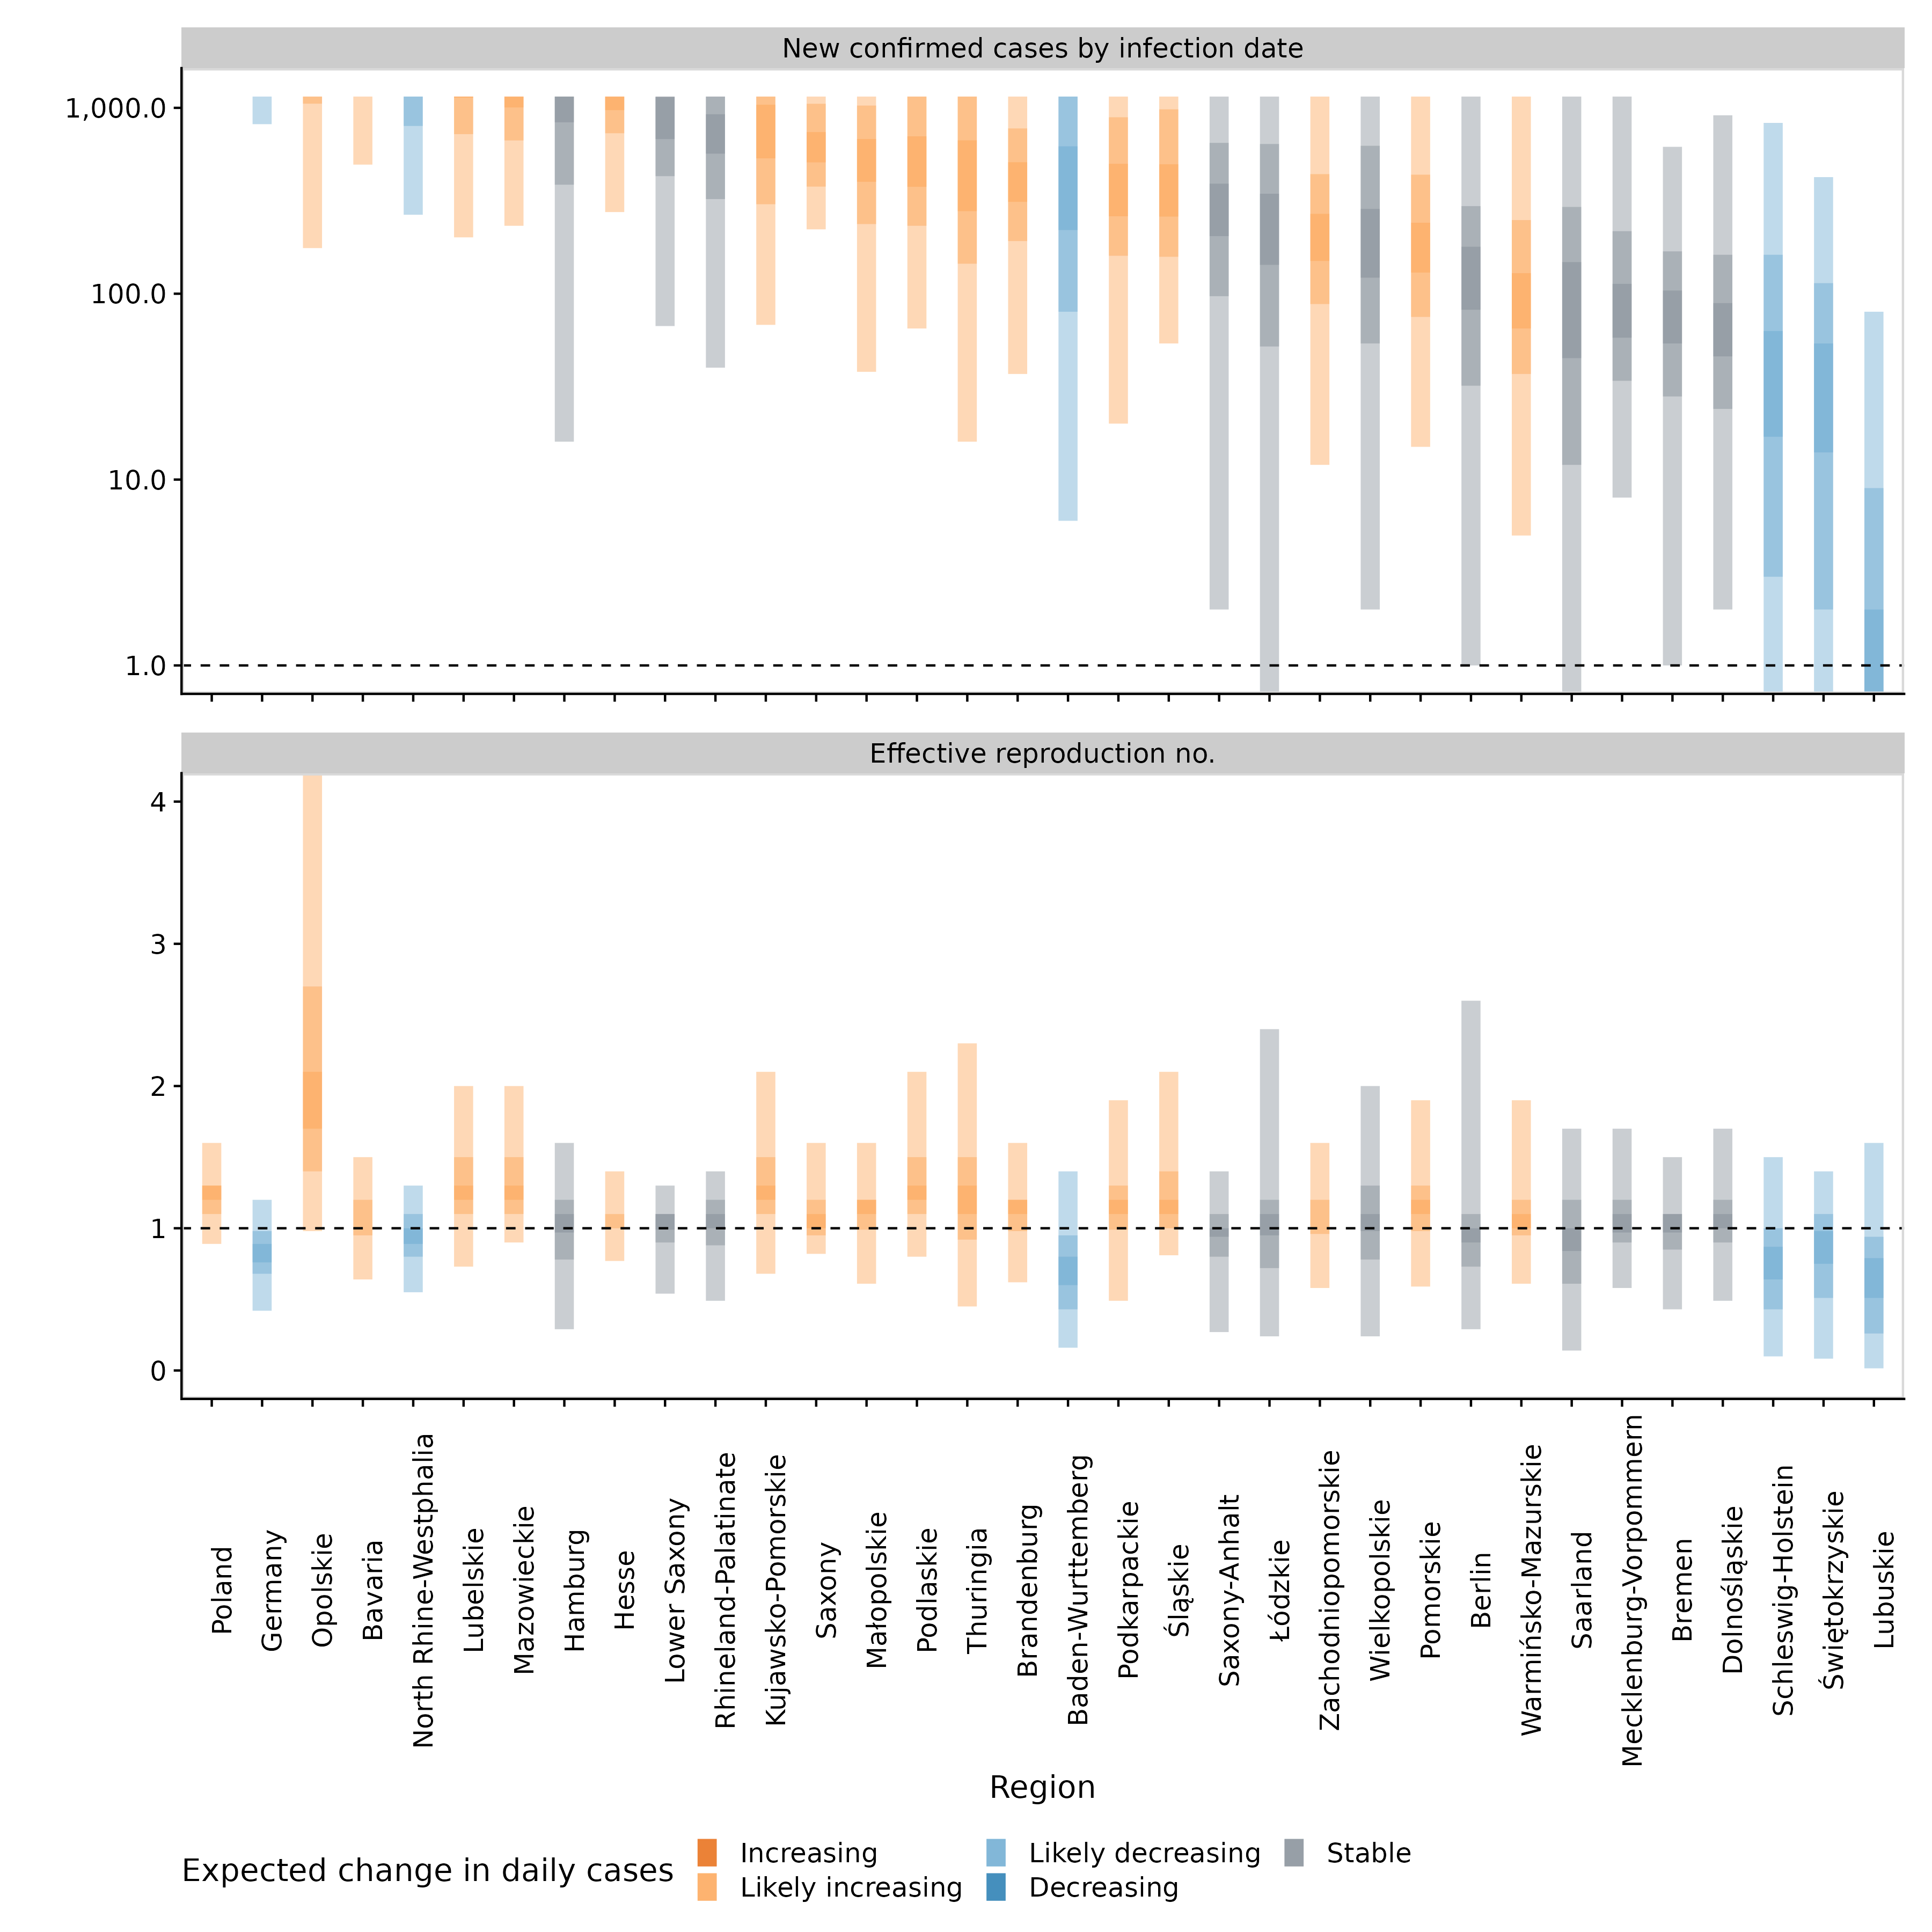 New confirmed cases by infection date
1,000.0
100.0
10.0
1.0
Effective reproduction no.
4
3
2
1
0
Poland
Germany
Opolskie
Bavaria
North Rhine-Westphalia
Lubelskie
Mazowieckie
Hamburg
Hesse
Lower Saxony
Rhineland-Palatinate
Kujawsko-Pomorskie
Saxony
Małopolskie
Podlaskie
Thuringia
Brandenburg
Baden-Wurttemberg
Podkarpackie
Śląskie
Saxony-Anhalt
Łódzkie
Zachodniopomorskie
Wielkopolskie
Pomorskie
Berlin
Warmińsko-Mazurskie
Saarland
Mecklenburg-Vorpommern
Bremen
Dolnośląskie
Schleswig-Holstein
Świętokrzyskie
Lubuskie
Region
Expected change in daily cases
Increasing
Likely increasing
Likely decreasing
Decreasing
Stable